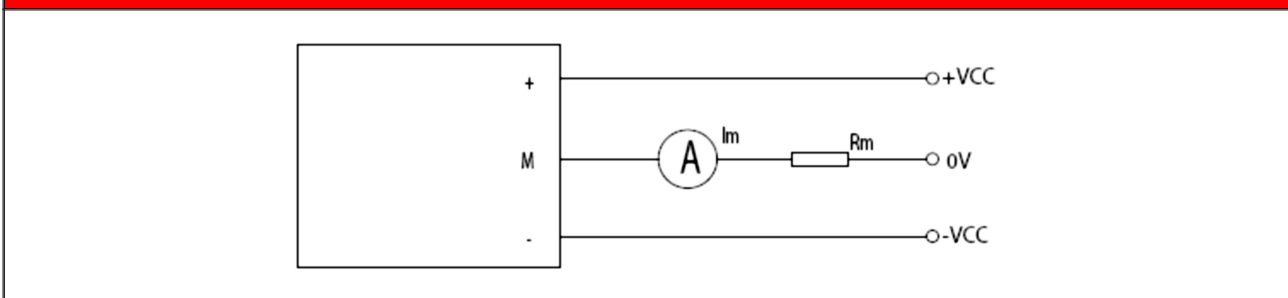 + +VCC
Im
Rm
M A 0V
- -VCC